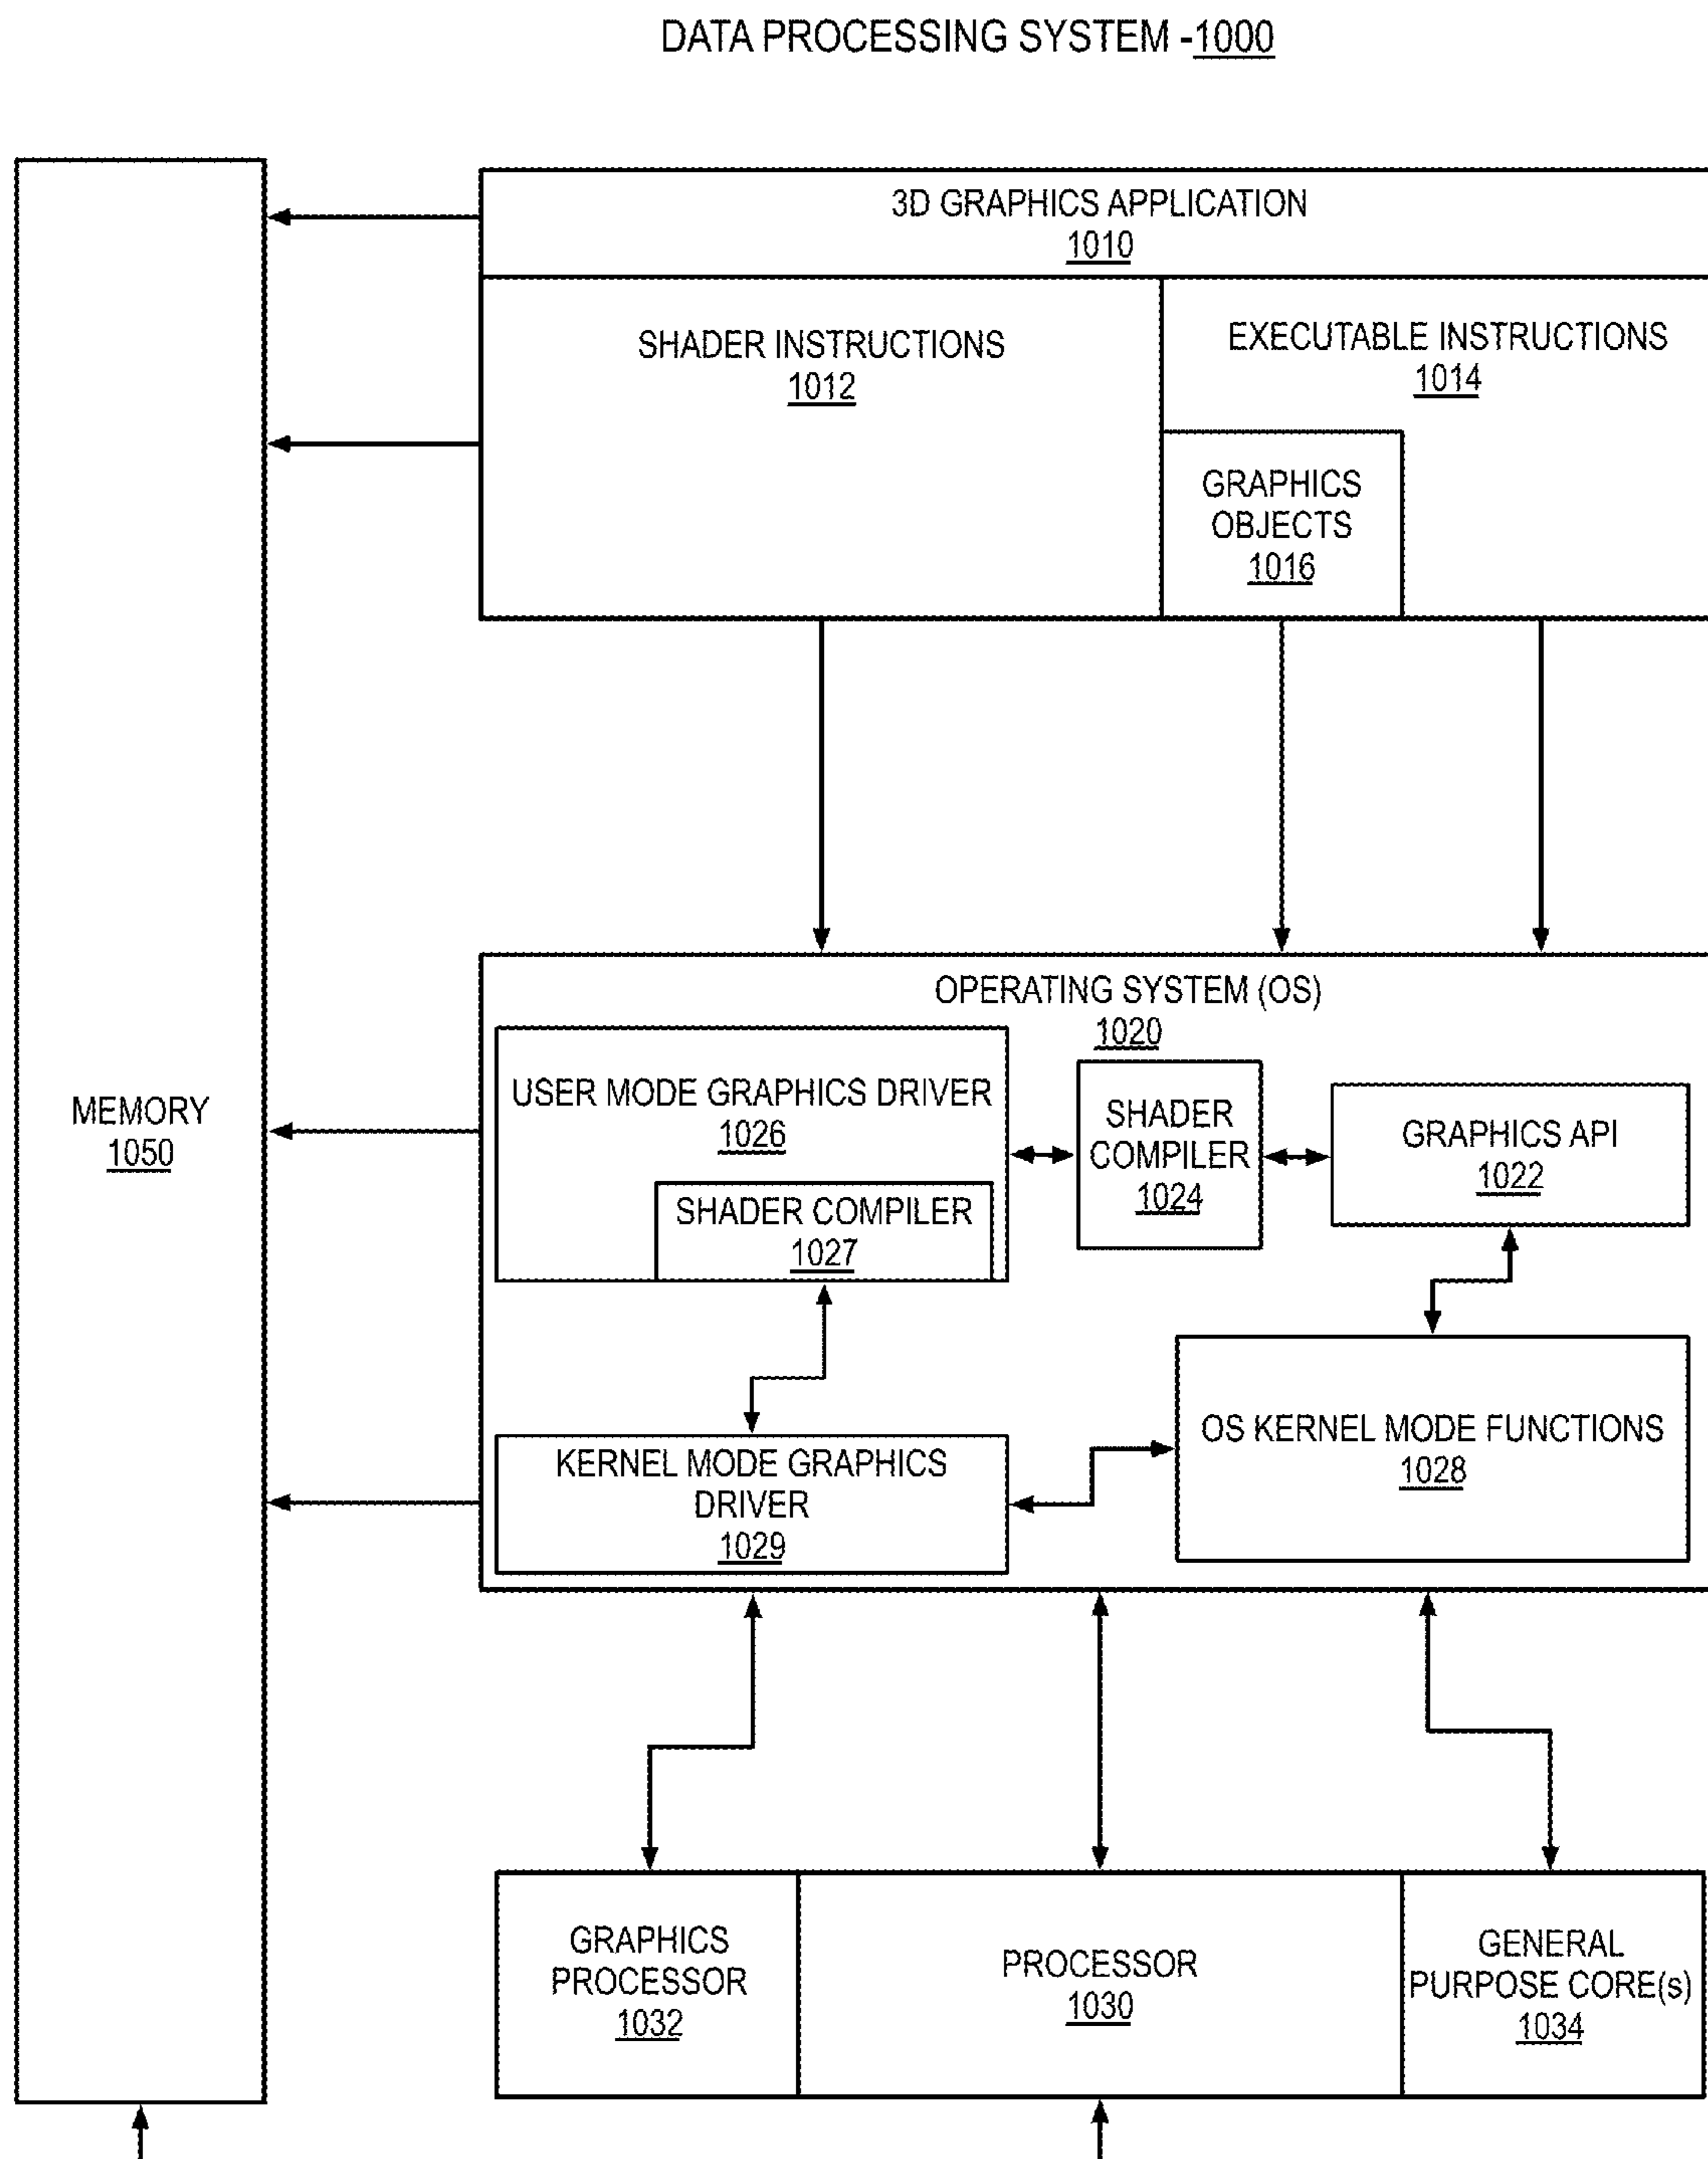 DATA PROCESSING SYSTEM -1000
3D GRAPHICS APPLICATION
1010
SHADER INSTRUCTIONS
1012
EXECUTABLE INSTRUCTIONS
1014
GRAPHICS
OBJECTS
1016
MEMORY
1050
OPERATING SYSTEM (OS)
1020
USER MODE GRAPHICS DRIVER
1026
SHADER COMPILER
1027
SHADER
COMPILER
1024
GRAPHICS API
1022
KERNEL MODE GRAPHICS
DRIVER
1029
OS KERNEL MODE FUNCTIONS
1028
GRAPHICS
PROCESSOR
1032
PROCESSOR
1030
GENERAL
PURPOSE CORE(s)
1034